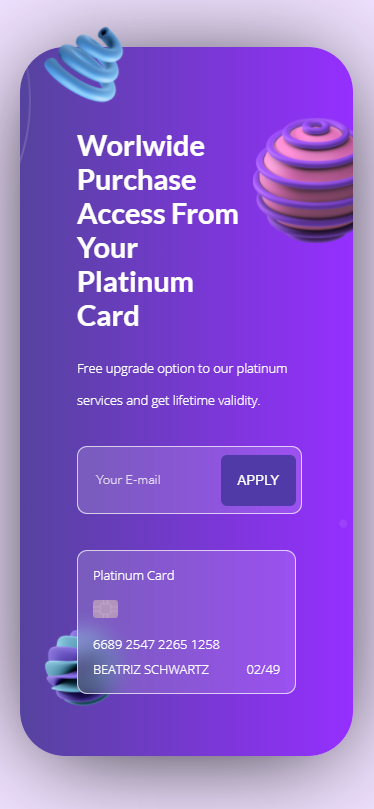 Worlwide
Purchase
Access From
Your
Platinum
Card
Free upgrade option to our platinum
services and get lifetime validity.
Your E-mail
APPLY
Platinum Card
6689 2547 2265 1258
BEATRIZ SCHWARTZ 02/49